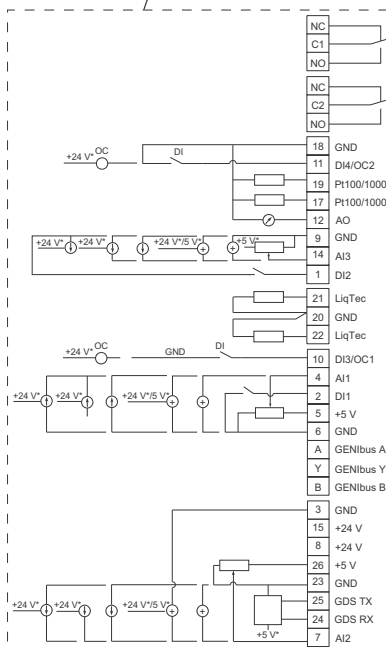 NC
C1
NO
NC
C2
NO
18 GND
+24 V* OC DI 11 DI4/OC2
19 Pt100/1000
17 Pt100/1000
12 AO
9 GND
+24 V* +24 V* +24 V*/5 V* +5 V*
14 AI3
1 DI2
21 LiqTec
20 GND
22 LiqTec
+24 V* OC GND DI 10 DI3/OC1
4 AI1
+24 V* +24 V* +24 V*/5 V* 2 DI1
5 +5 V
6 GND
A GENIbus A
Y GENIbus Y
B GENIbus B
3 GND
15 +24 V
8 +24 V
26 +5 V
23 GND
25 GDS TX
+24 V* +24 V* +24 V*/5 V* 24 GDS RX
+5 V* 7 AI2